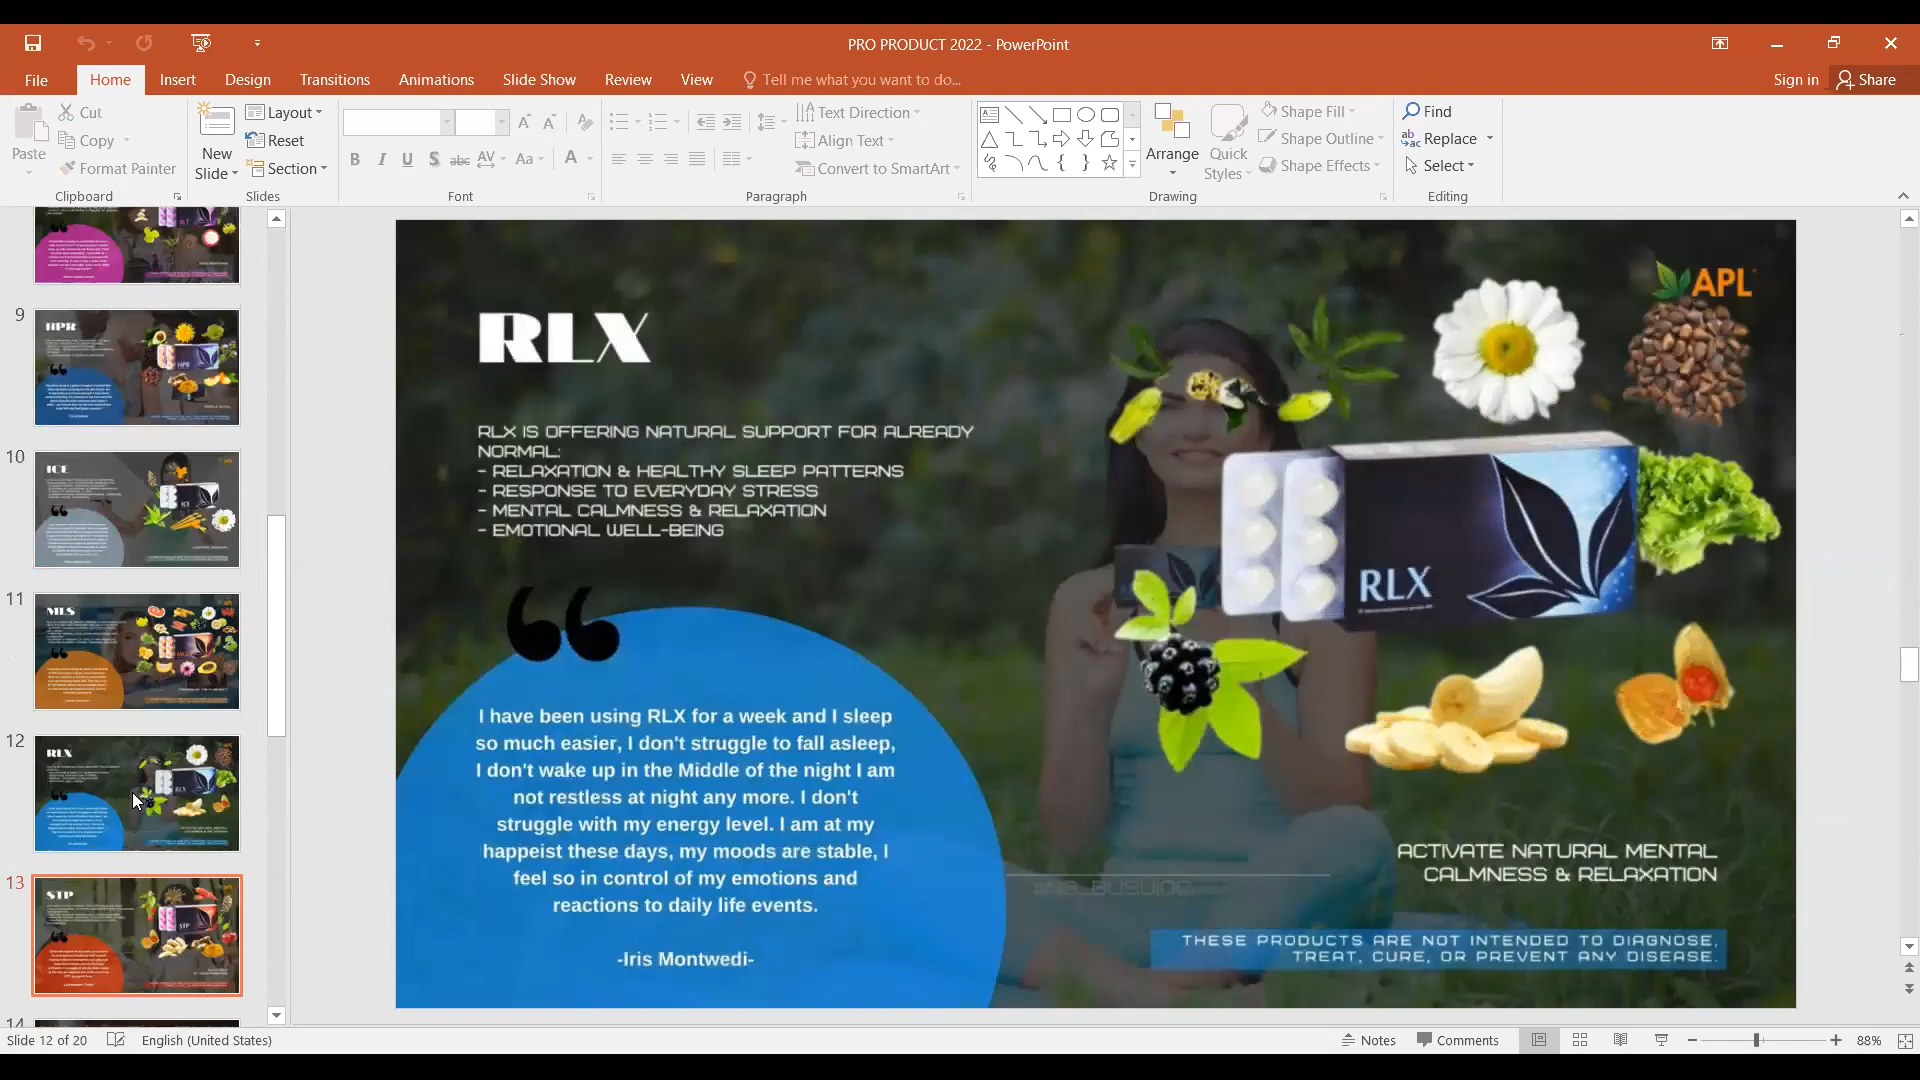 PRO PRODUCT 2022 - PowerPoint
File
Home
Insert
Design
Transitions
Animations
Slide Show
Review
View
Tell me what you want to do...
Sign in
Share
Paste
Cut
Copy
Format Painter
Clipboard
New
Slide
Layout
Reset
Section
Slides
Font
Text Direction
Align Text
Convert to SmartArt
Paragraph
Arrange
Quick
Styles
Shape Fill
Shape Outline
Shape Effects
Drawing
Find
Replace
Select
Editing
9
HPR
10
ICE
11
MLS
12
RLX
13
STP
14
APL
RLX
RLX IS OFFERING NATURAL SUPPORT FOR ALREADY
NORMAL:
- RELAXATION & HEALTHY SLEEP PATTERNS
- RESPONSE TO EVERYDAY STRESS
- MENTAL CALMNESS & RELAXATION
- EMOTIONAL WELL-BEING
RLX
I have been using RLX for a week and I sleep
so much easier, I don't struggle to fall asleep,
I don't wake up in the Middle of the night I am
not restless at night any more. I don't
struggle with my energy level. I am at my
happeist these days, my moods are stable, I
feel so in control of my emotions and
reactions to daily life events.
-Iris Montwedi-
ACTIVATE NATURAL MENTAL
CALMNESS & RELAXATION
THESE PRODUCTS ARE NOT INTENDED TO DIAGNOSE,
TREAT, CURE, OR PREVENT ANY DISEASE.
Slide 12 of 20
English (United States)
Notes
Comments
88%